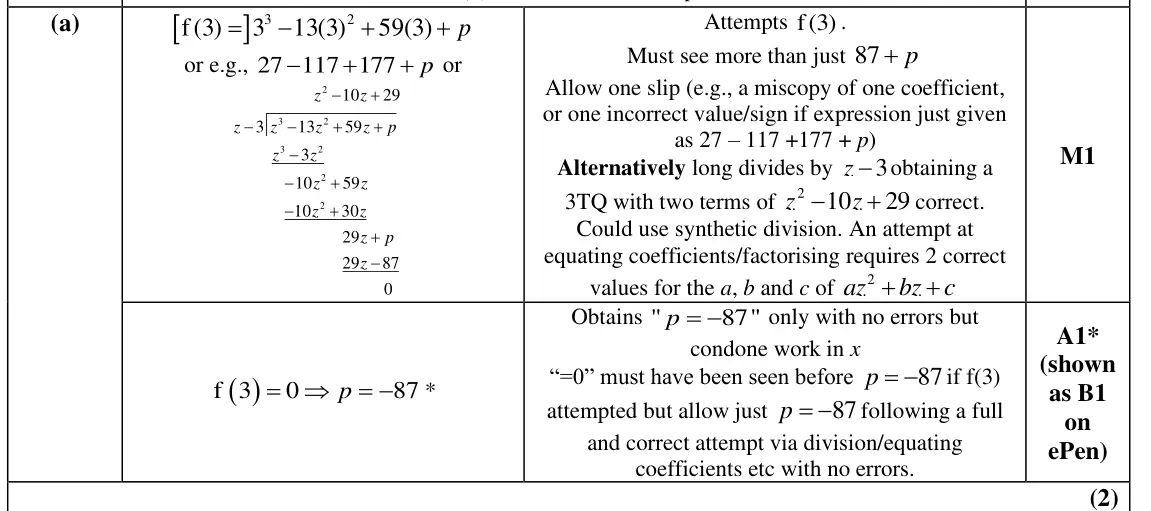 (a)
[f(3)=]3³ −13(3)² +59(3)+ p
or e.g., 27−117+177+ p or
z² −10z + 29
z −3 z³ −13z² + 59z + p
z³ −3z²
−10z² + 59z
−10z² + 30z
29z + p
29z −87
0
Attempts f(3).
Must see more than just 87+ p
Allow one slip (e.g., a miscopy of one coefficient,
or one incorrect value/sign if expression just given
as 27 – 117 +177 + p)
Alternatively long divides by z −3 obtaining a
3TQ with two terms of z² −10z + 29 correct.
Could use synthetic division. An attempt at
equating coefficients/factorising requires 2 correct
values for the a, b and c of az² +bz + c
M1
f (3) = 0 ⇒ p = −87 *
Obtains "p = −87" only with no errors but
condone work in x
“=0” must have been seen before p = −87 if f(3)
attempted but allow just p = −87 following a full
and correct attempt via division/equating
coefficients etc with no errors.
A1*
(shown
as B1
on
ePen)
(2)